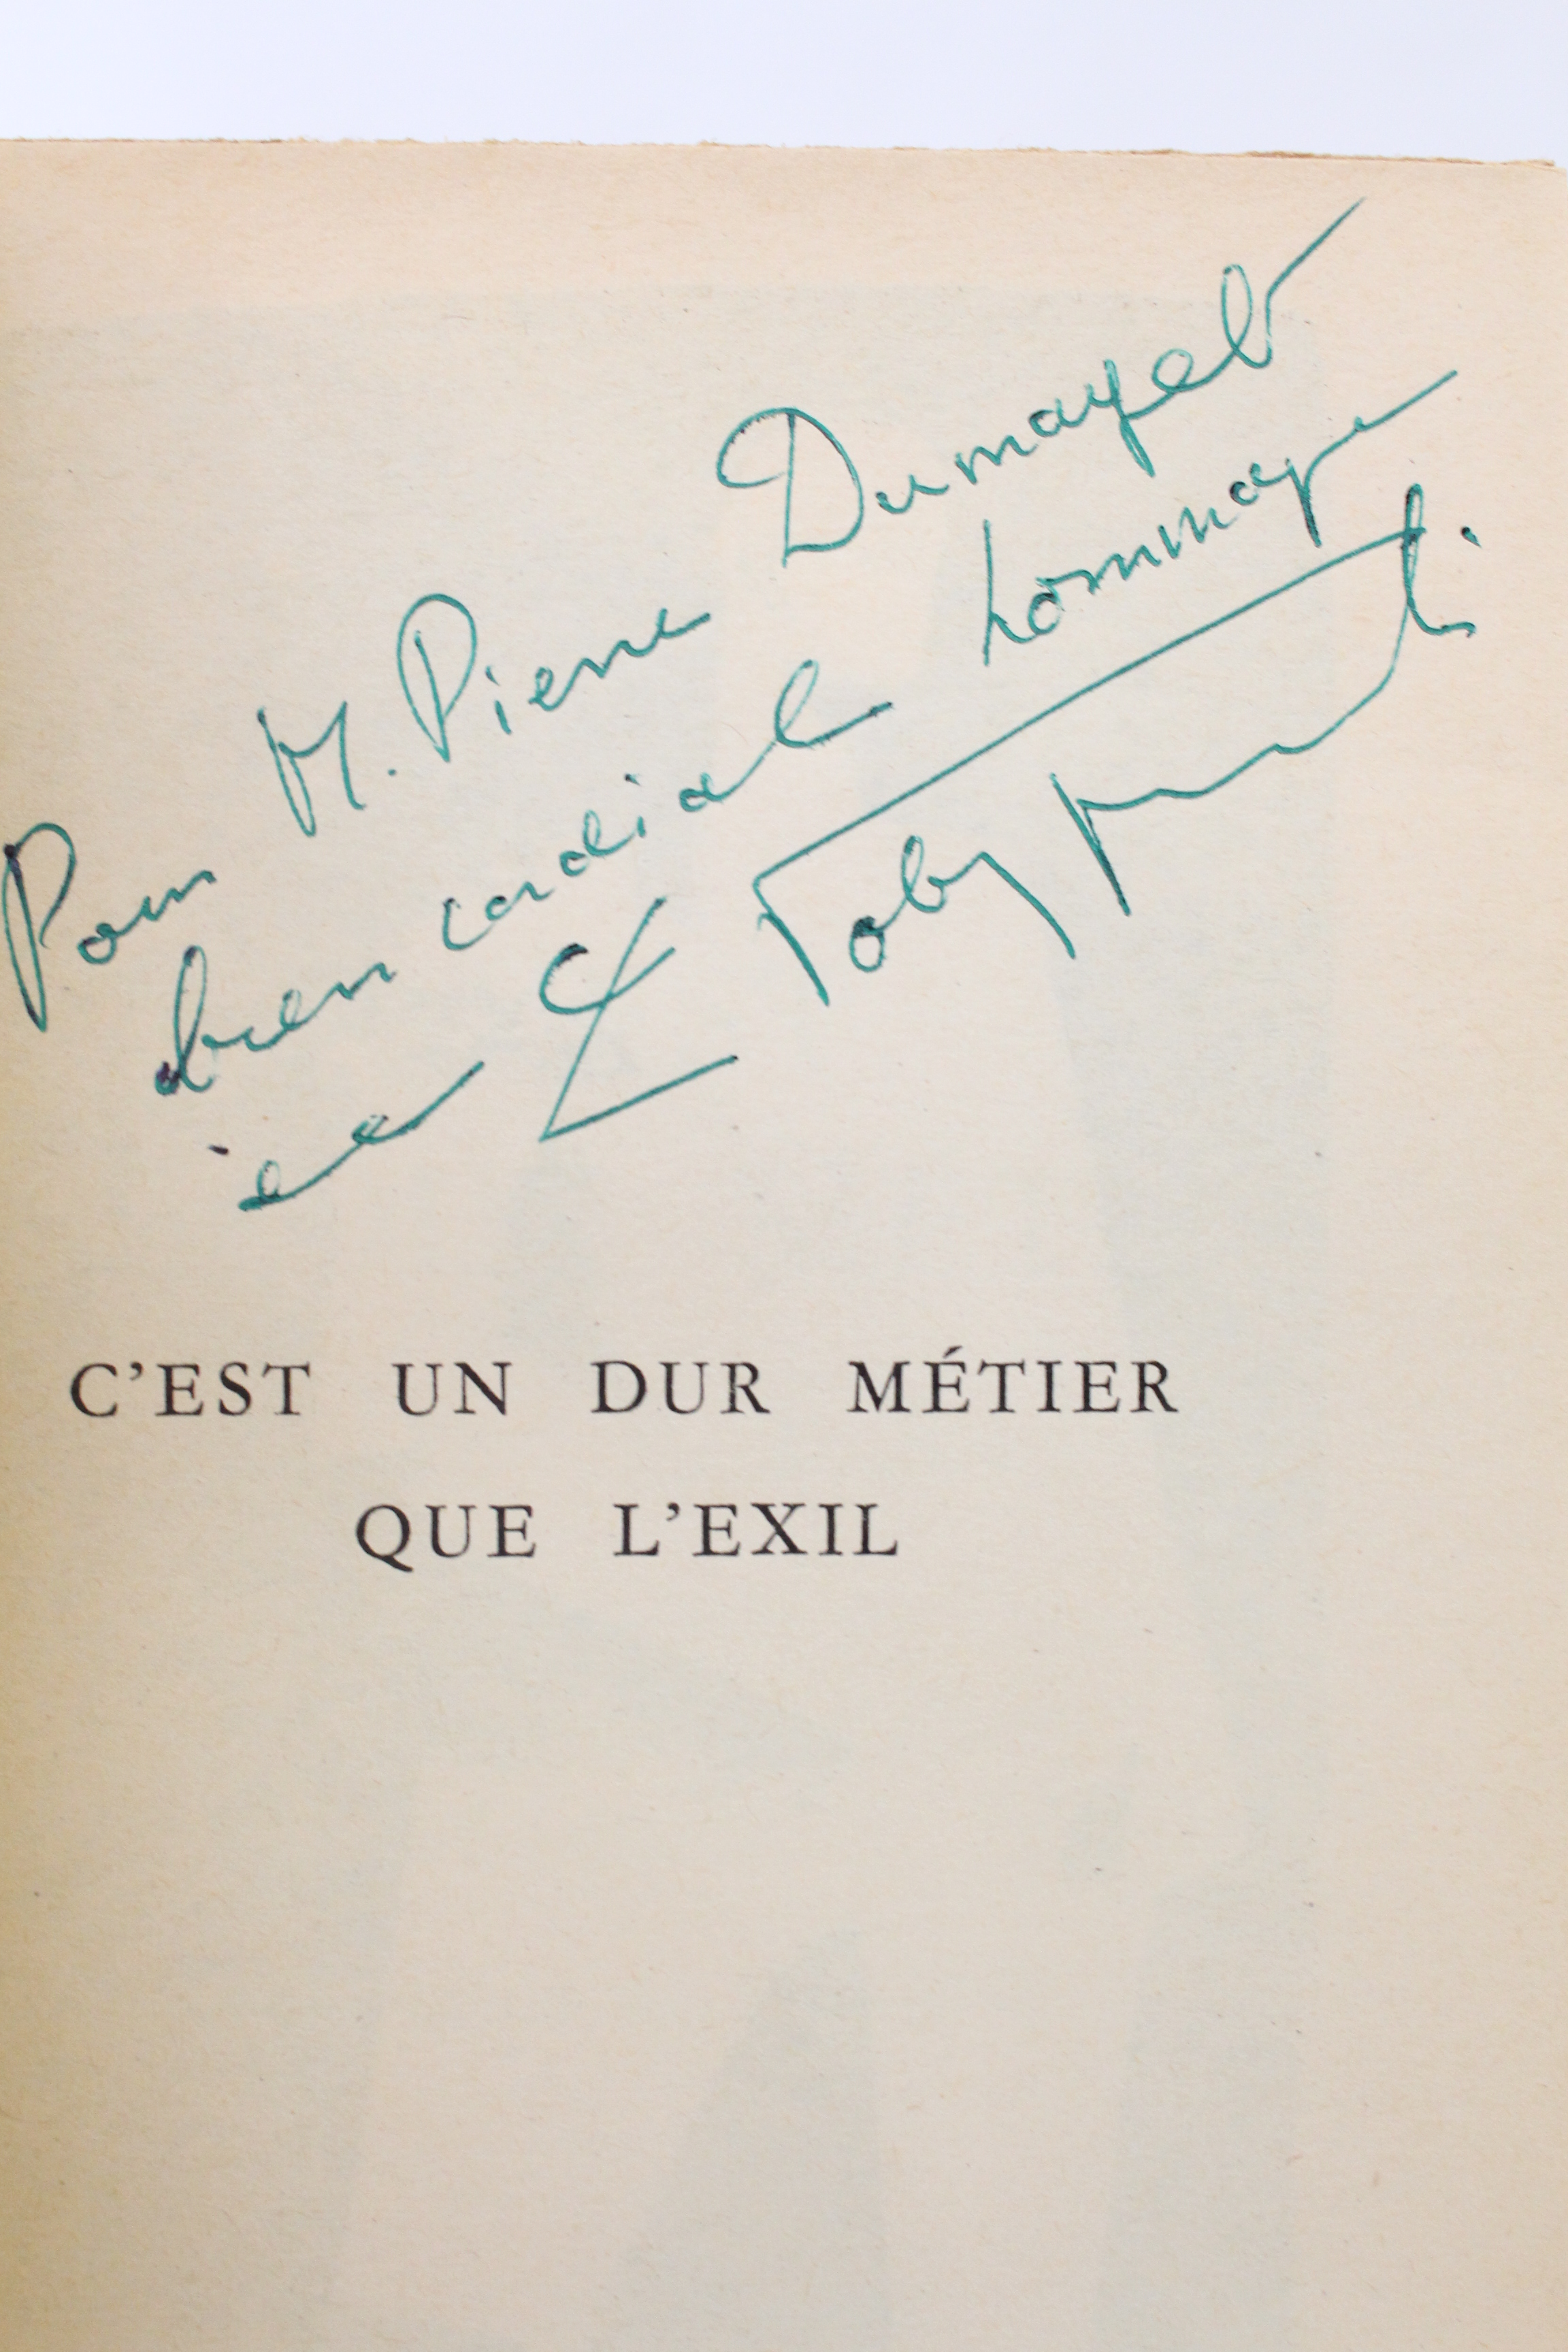 Pour M. Pierre Dumayet
bien cordial hommage
C'EST UN DUR MÉTIER
QUE L'EXIL